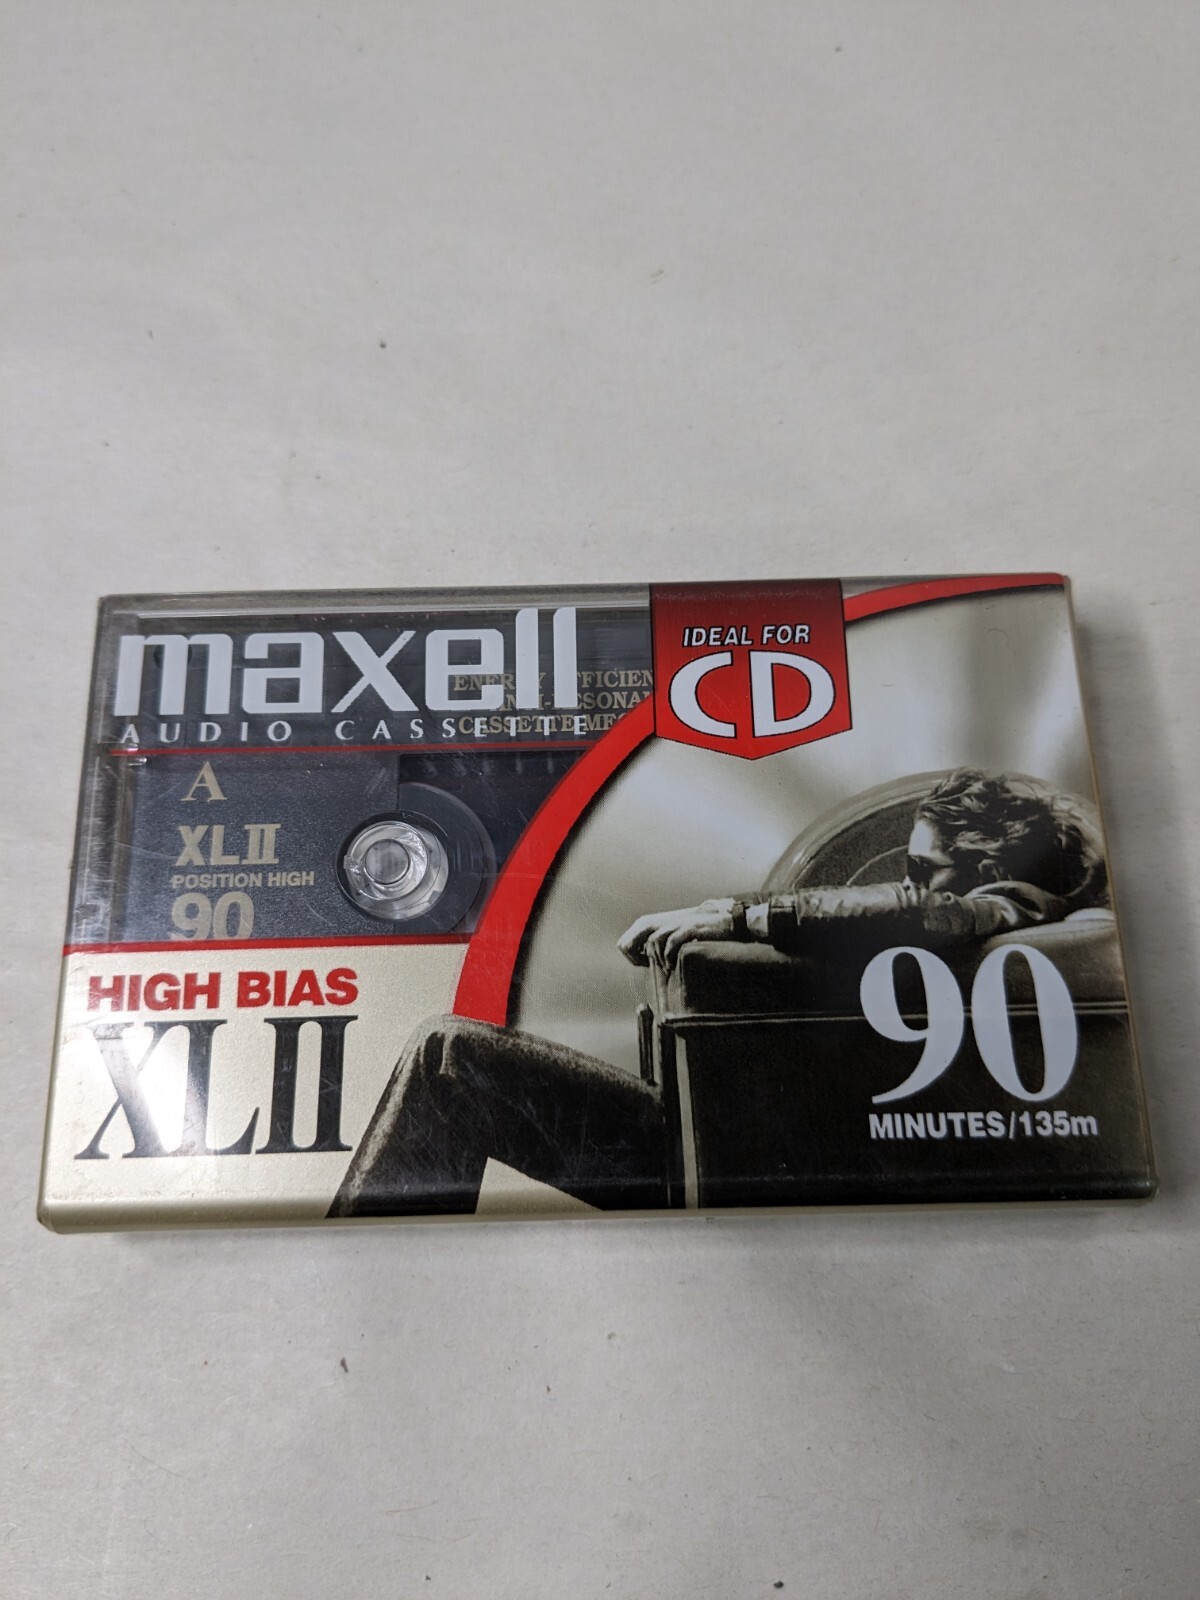 maxell
AUDIO CASSETTE
IDEAL FOR
CD
A
XLII
POSITION HIGH
90
HIGH BIAS
XLII
90
MINUTES/135m